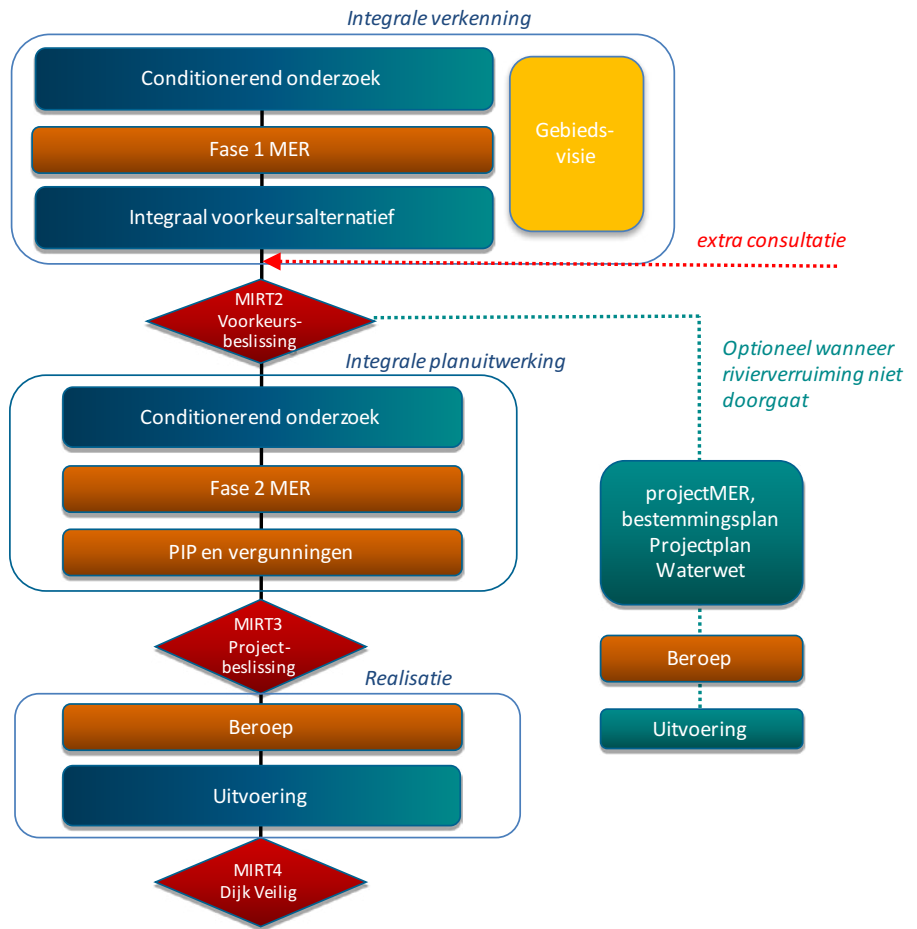 Integrale verkenning
Conditionerend onderzoek
Fase 1 MER
Integraal voorkeursalternatief
Gebieds-
visie
extra consultatie
MIRT2
Voorkeurs-
beslissing
Optioneel wanneer
rivierverruiming niet
doorgaat
Integrale planuitwerking
Conditionerend onderzoek
Fase 2 MER
PIP en vergunningen
projectMER,
bestemmingsplan
Projectplan
Waterwet
MIRT3
Project-
beslissing
Beroep
Uitvoering
Realisatie
Beroep
Uitvoering
MIRT4
Dijk Veilig